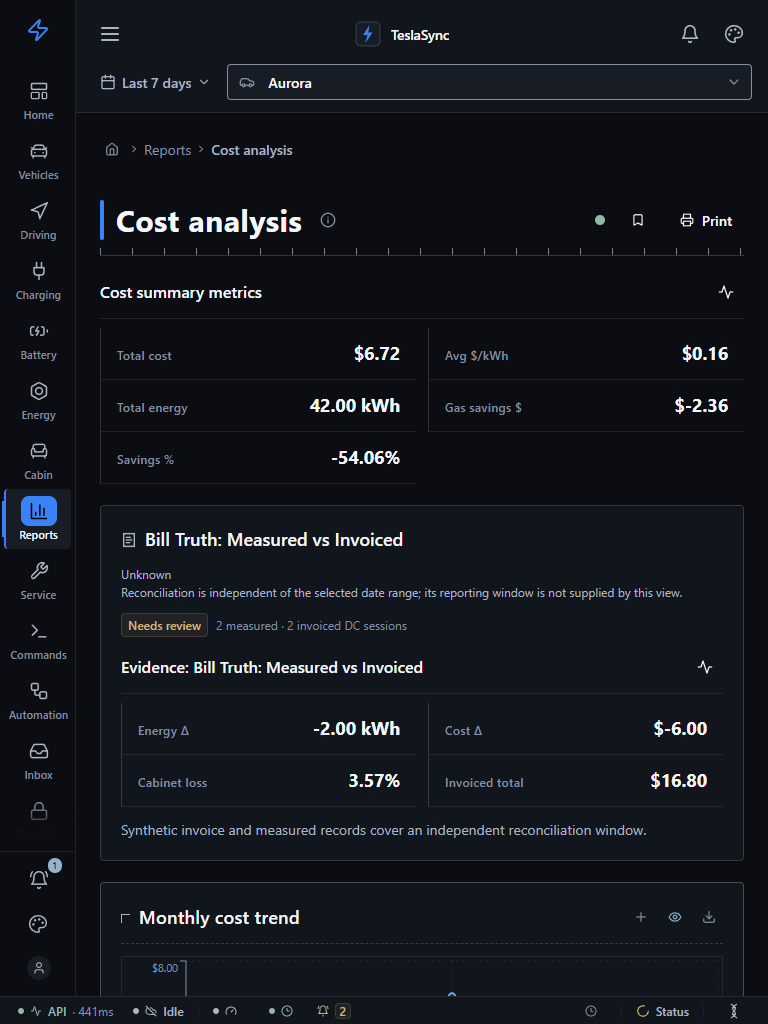 TeslaSync
Last 7 days
Aurora
Home
Vehicles
Driving
Charging
Battery
Energy
Cabin
Reports
Service
Commands
Automation
Inbox
1
Reports
Cost analysis
Cost analysis
Print
Cost summary metrics
Total cost $6.72
Avg $/kWh $0.16
Total energy 42.00 kWh
Gas savings $ $-2.36
Savings % -54.06%
Bill Truth: Measured vs Invoiced
Unknown
Reconciliation is independent of the selected date range; its reporting window is not supplied by this view.
Needs review 2 measured · 2 invoiced DC sessions
Evidence: Bill Truth: Measured vs Invoiced
Energy Δ -2.00 kWh
Cost Δ $-6.00
Cabinet loss 3.57%
Invoiced total $16.80
Synthetic invoice and measured records cover an independent reconciliation window.
Monthly cost trend
$8.00
API · 441ms
Idle
2
Status